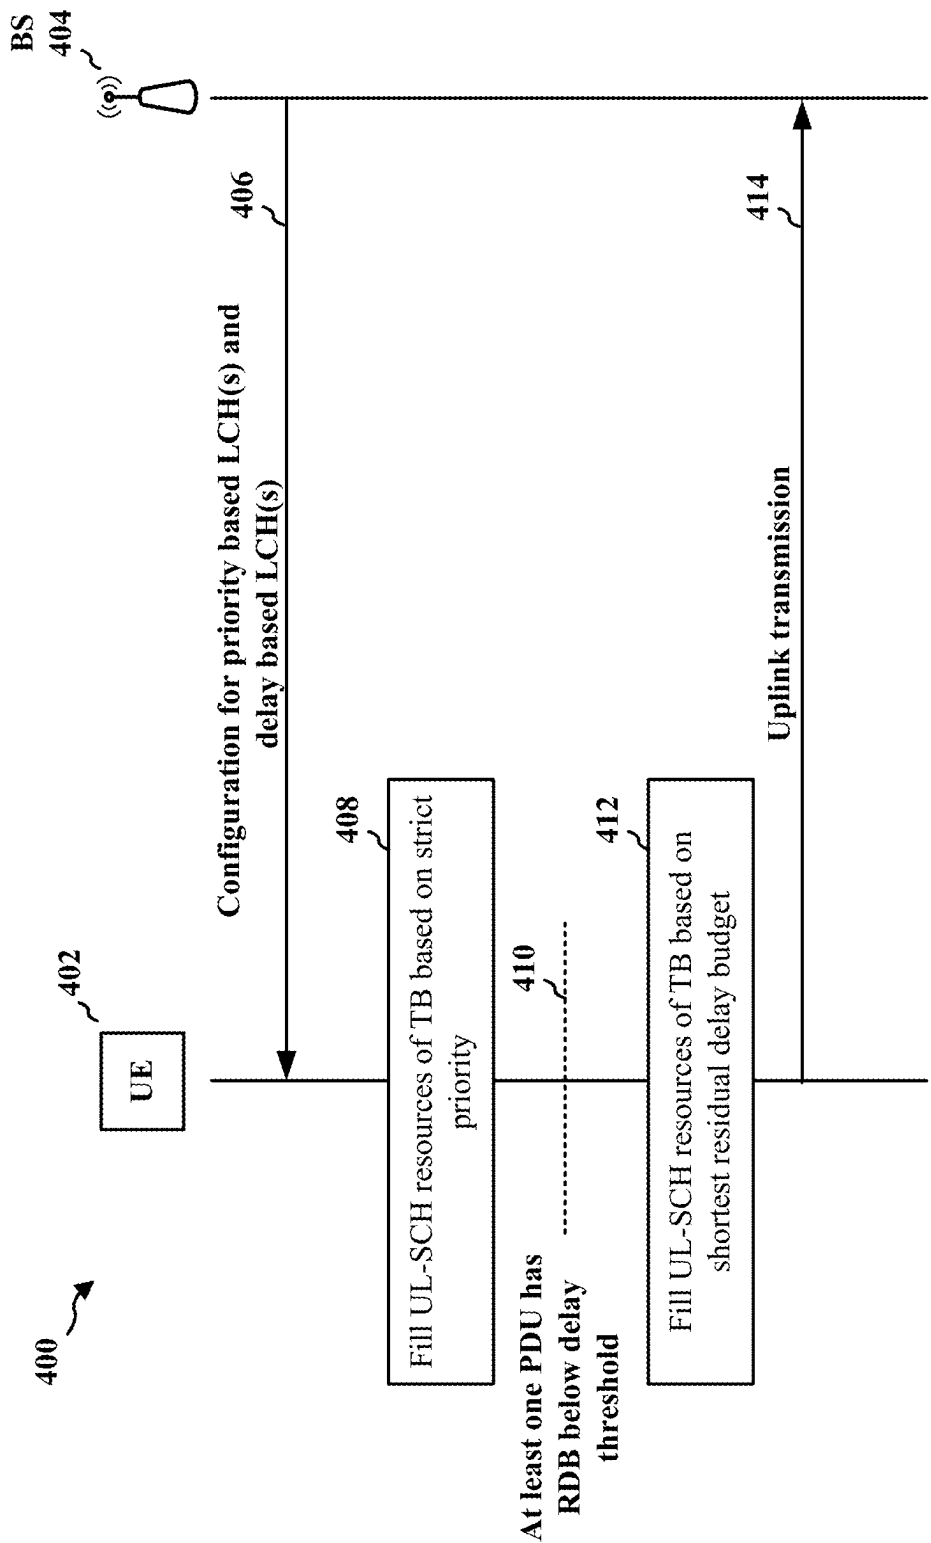 400
UE
402
BS
404
Configuration for priority based LCH(s) and
delay based LCH(s)
406
408
Fill UL-SCH resources of TB based on strict
priority
At least one PDU has
RDB below delay
threshold
410
412
Fill UL-SCH resources of TB based on
shortest residual delay budget
Uplink transmission
414